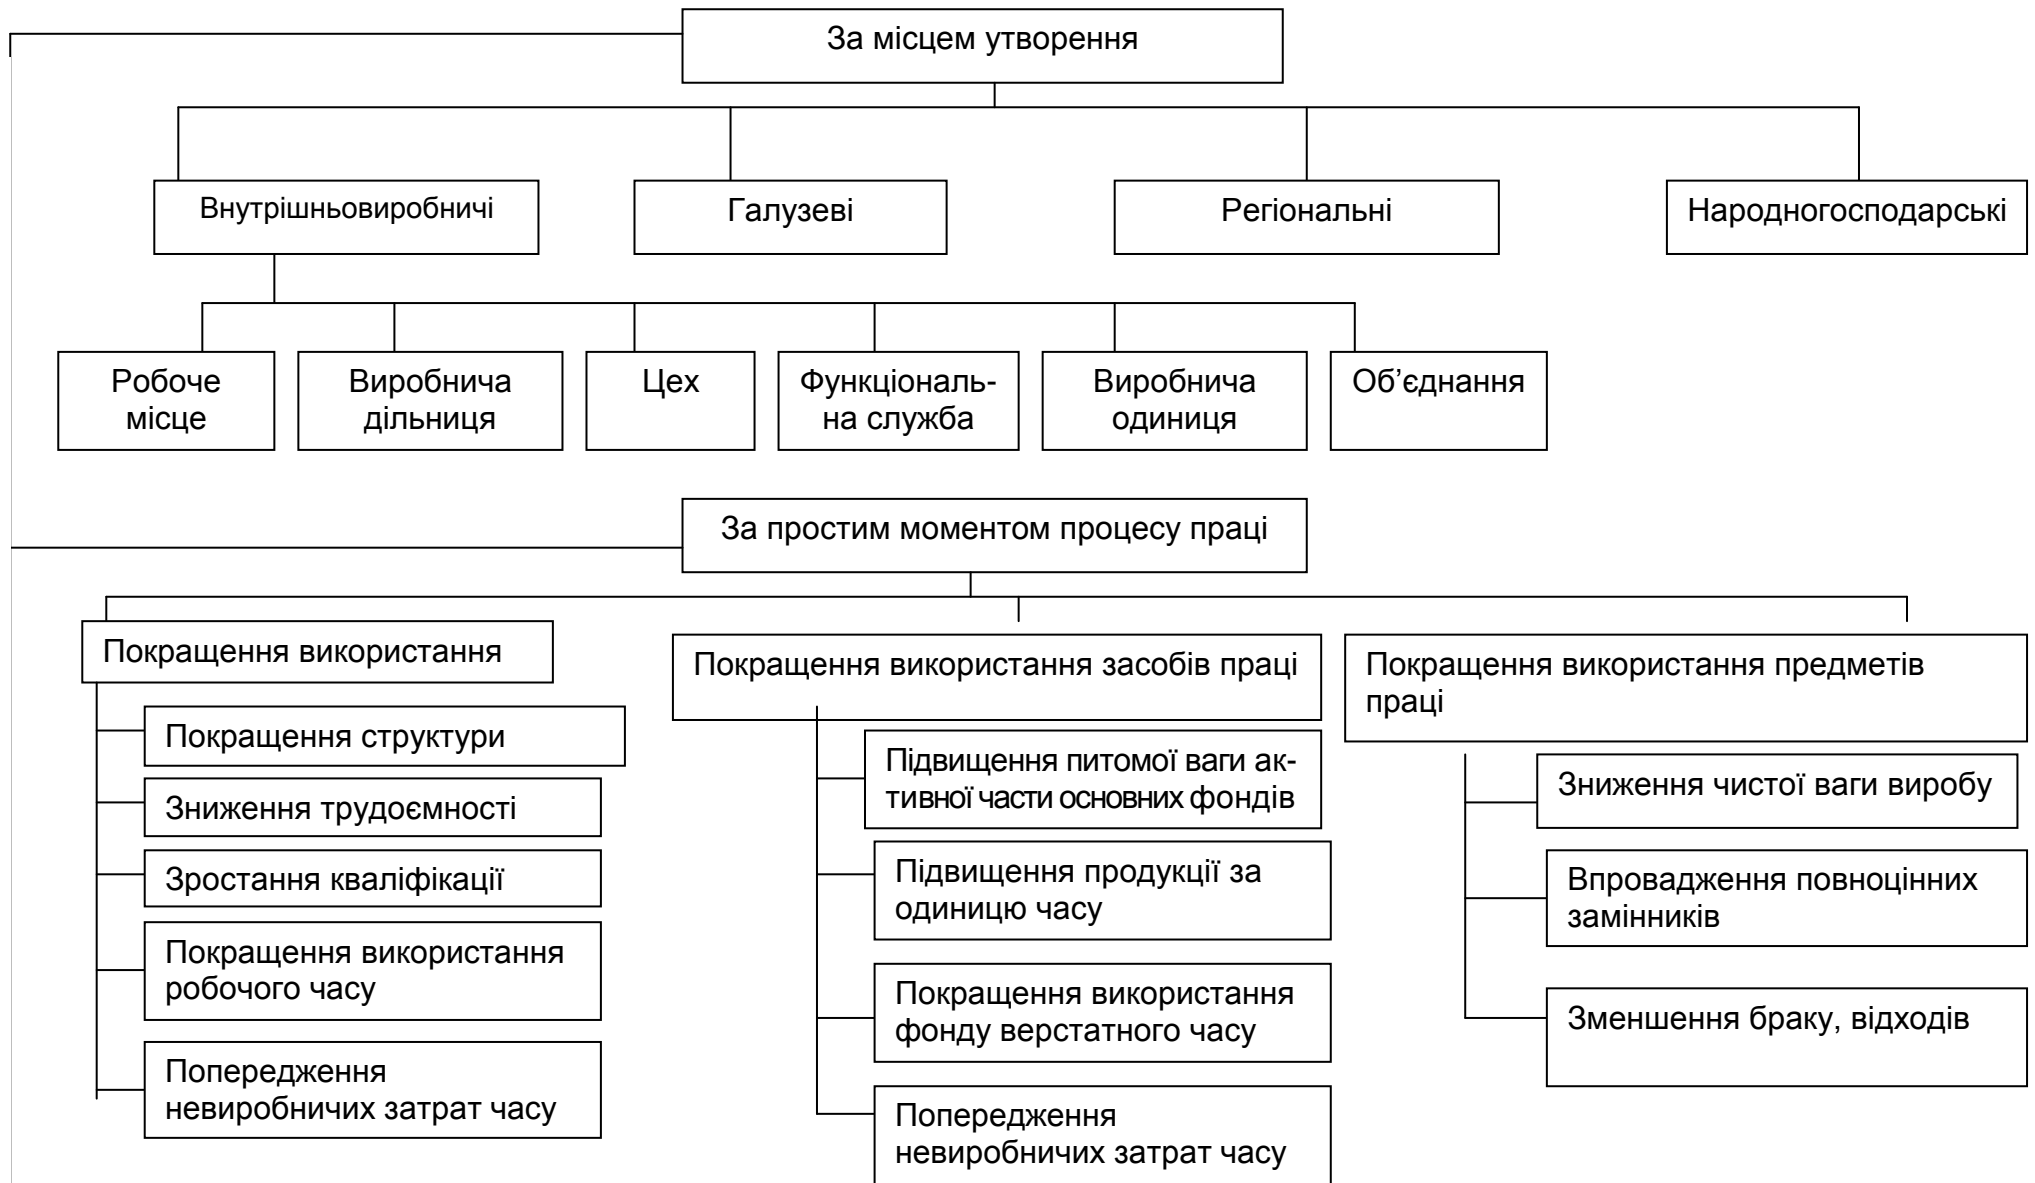 За місцем утворення
Внутрішньовиробничі
Галузеві
Регіональні
Народногосподарські
Робоче
місце
Виробнича
дільниця
Цех
Функціональ-
на служба
Виробнича
одиниця
Об’єднання
За простим моментом процесу праці
Покращення використання
Покращення структури
Зниження трудоємності
Зростання кваліфікації
Покращення використання
робочого часу
Попередження
невиробничих затрат часу
Покращення використання засобів праці
Підвищення питомої ваги ак-
тивної части основних фондів
Підвищення продукції за
одиницю часу
Покращення використання
фонду верстатного часу
Попередження
невиробничих затрат часу
Покращення використання предметів
праці
Зниження чистої ваги виробу
Впровадження повноцінних
замінників
Зменшення браку, відходів